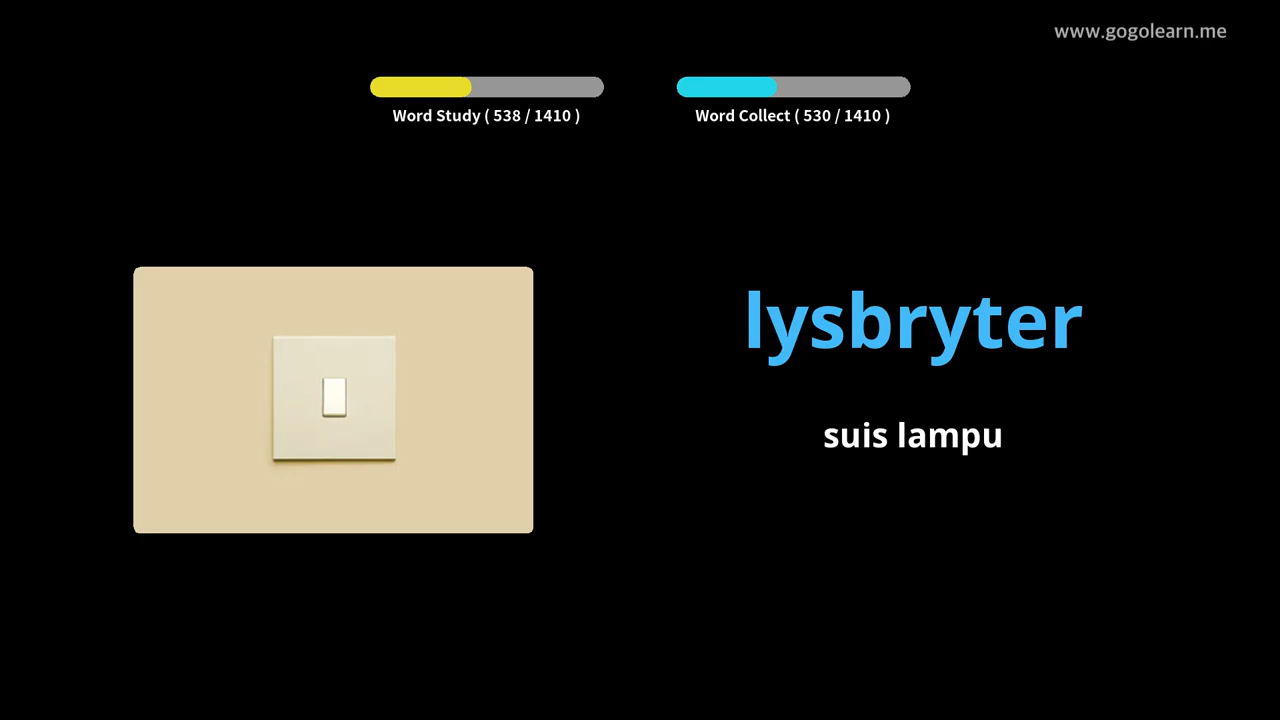 www.gogolearn.me
Word Study ( 538 / 1410 )
Word Collect ( 530 / 1410 )
lysbryter
suis lampu